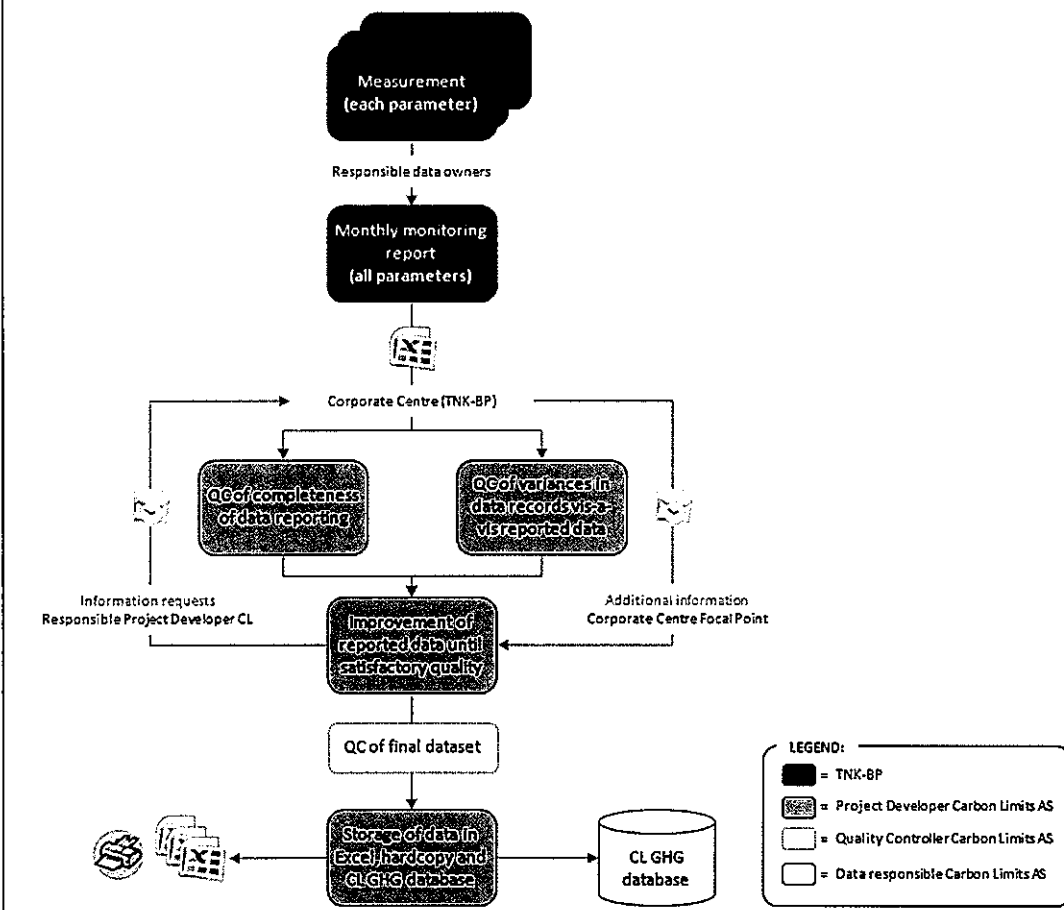 Measurement
(each parameter)
Responsible data owners
Monthly monitoring
report
(all parameters)
Corporate Centre (TNK-BP)
QC of completeness
of data reporting
QC of variances in
data records vis-a-
vis reported data
Information requests
Responsible Project Developer CL
Additional information
Corporate Centre Focal Point
Improvement of
reported data until
satisfactory quality
QC of final dataset
Storage of data in
Excel, hardcopy and
CL GHG database
CL GHG
database
LEGEND:
= TNK-BP
= Project Developer Carbon Limits AS
= Quality Controller Carbon Limits AS
= Data responsible Carbon Limits AS